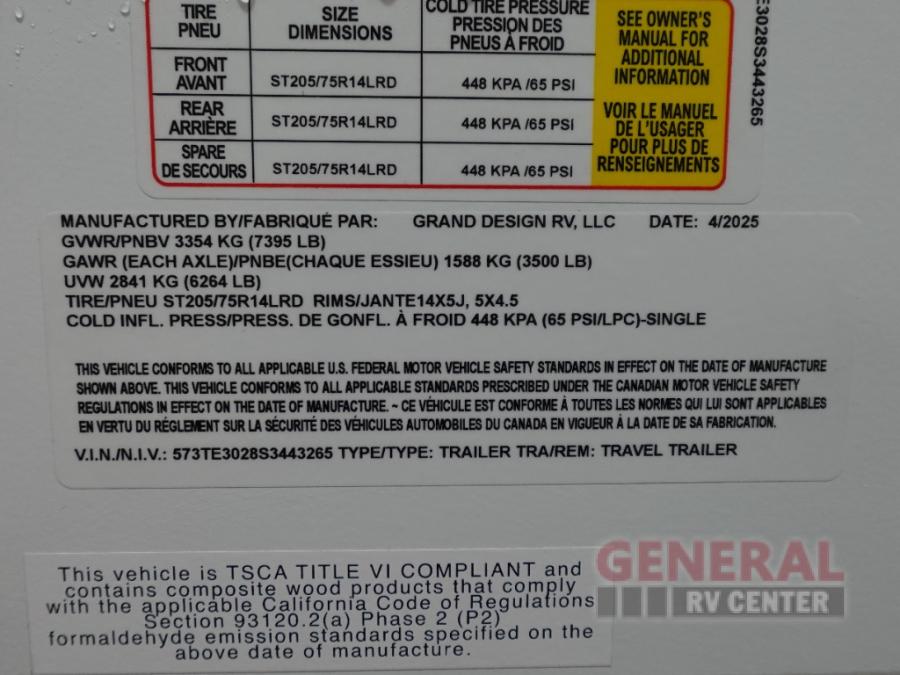 TIRE PNEU SIZE DIMENSIONS COLD TIRE PRESSURE PRESSION DES PNEUS À FROID
FRONT AVANT ST205/75R14LRD 448 KPA /65 PSI
REAR ARRIÈRE ST205/75R14LRD 448 KPA /65 PSI
SPARE DE SECOURS ST205/75R14LRD 448 KPA /65 PSI
SEE OWNER'S
MANUAL FOR
ADDITIONAL
INFORMATION
VOIR LE MANUEL
DE L'USAGER
POUR PLUS DE
RENSEIGNEMENTS
E3028S3443265
MANUFACTURED BY/FABRIQUÉ PAR: GRAND DESIGN RV, LLC DATE: 4/2025
GVWR/PNBV 3354 KG (7395 LB)
GAWR (EACH AXLE)/PNBE(CHAQUE ESSIEU) 1588 KG (3500 LB)
UVW 2841 KG (6264 LB)
TIRE/PNEU ST205/75R14LRD RIMS/JANTE14X5J, 5X4.5
COLD INFL. PRESS/PRESS. DE GONFL. À FROID 448 KPA (65 PSI/LPC)-SINGLE
THIS VEHICLE CONFORMS TO ALL APPLICABLE U.S. FEDERAL MOTOR VEHICLE SAFETY STANDARDS IN EFFECT ON THE DATE OF MANUFACTURE
SHOWN ABOVE. THIS VEHICLE CONFORMS TO ALL APPLICABLE STANDARDS PRESCRIBED UNDER THE CANADIAN MOTOR VEHICLE SAFETY
REGULATIONS IN EFFECT ON THE DATE OF MANUFACTURE. ~ CE VÉHICULE EST CONFORME À TOUTES LES NORMES QUI LUI SONT APPLICABLES
EN VERTU DU RÉGLEMENT SUR LA SÉCURITÉ DES VÉHICULES AUTOMOBILES DU CANADA EN VIGUEUR À LA DATE DE SA FABRICATION.
V.I.N./N.I.V.: 573TE3028S3443265 TYPE/TYPE: TRAILER TRA/REM: TRAVEL TRAILER
This vehicle is TSCA TITLE VI COMPLIANT and
contains composite wood products that comply
with the applicable California Code of Regulations
Section 93120.2(a) Phase 2 (P2)
formaldehyde emission standards specified on the
above date of manufacture.
GENERAL
RV CENTER